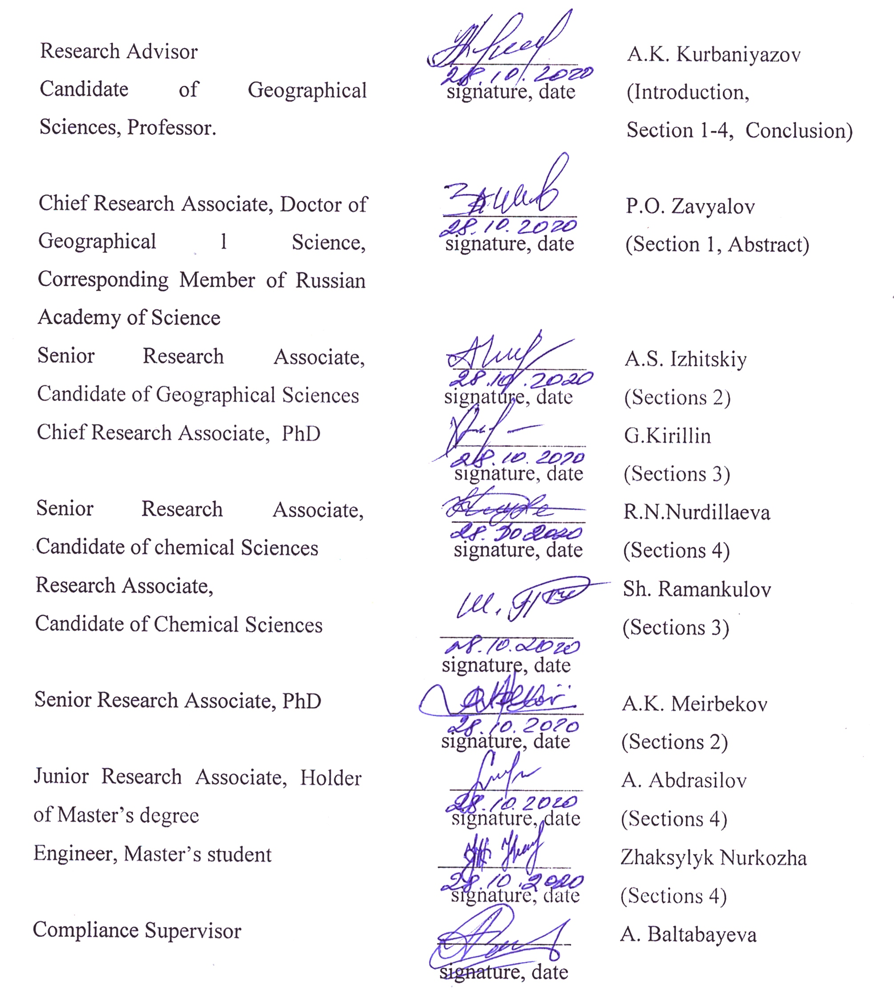 Research Advisor
A.K. Kurbaniyazov
28.10.2020
Candidate of Geographical
signature, date
(Introduction,
Sciences, Professor.
Section 1-4, Conclusion)
Chief Research Associate, Doctor of
P.O. Zavyalov
28.10.2020
Geographical l Science,
signature, date
(Section 1, Abstract)
Corresponding Member of Russian
Academy of Science
Senior Research Associate,
A.S. Izhitskiy
28.10.2020
Candidate of Geographical Sciences
signature, date
(Sections 2)
Chief Research Associate, PhD
G.Kirillin
28.10.2020
signature, date
(Sections 3)
Senior Research Associate,
R.N.Nurdillaeva
28.10 2020
Candidate of chemical Sciences
signature, date
(Sections 4)
Research Associate,
Sh. Ramankulov
Candidate of Chemical Sciences
(Sections 3)
28.10.2020
signature, date
Senior Research Associate, PhD
A.K. Meirbekov
28.10.2020
signature, date
(Sections 2)
Junior Research Associate, Holder
A. Abdrasilov
28.10.2020
of Master's degree
signature, date
(Sections 4)
Engineer, Master's student
Zhaksylyk Nurkozha
28.10.2020
signature, date
(Sections 4)
Compliance Supervisor
A. Baltabayeva
signature, date